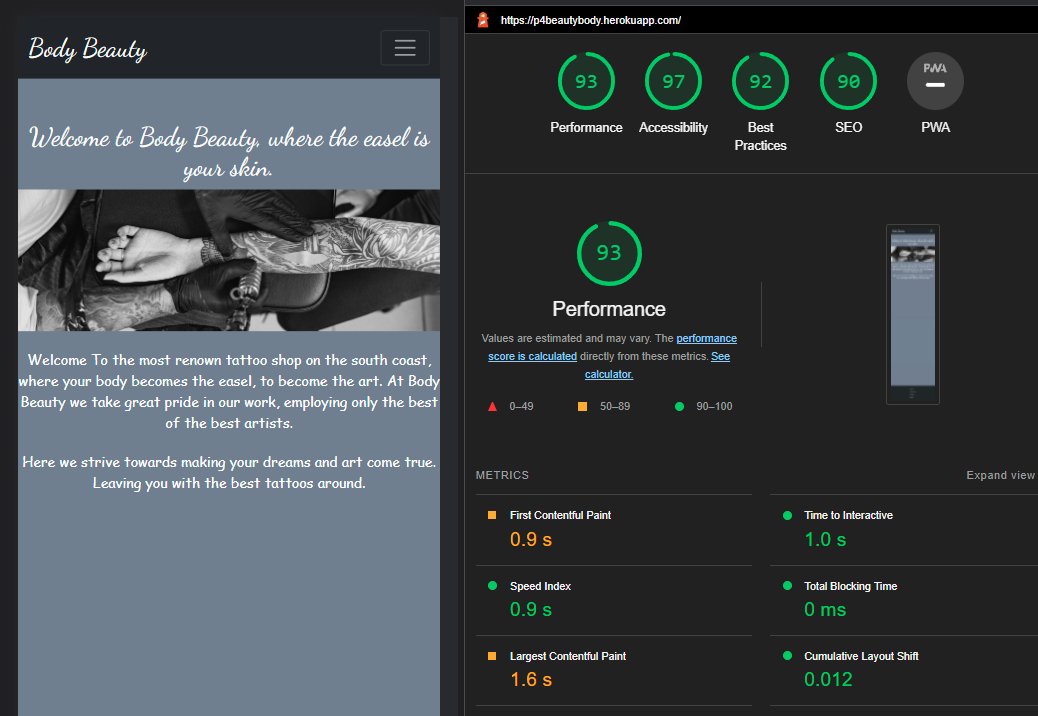 Body Beauty
Welcome to Body Beauty, where the easel is
your skin.
Welcome To the most renown tattoo shop on the south coast,
where your body becomes the easel, to become the art. At Body
Beauty we take great pride in our work, employing only the best
of the best artists.
Here we strive towards making your dreams and art come true.
Leaving you with the best tattoos around.
https://p4beautybody.herokuapp.com/
93
Performance
97
Accessibility
92
Best
Practices
90
SEO
PWA
PWA
93
Performance
Values are estimated and may vary. The performance
score is calculated directly from these metrics. See
calculator.
0–49
50–89
90–100
METRICS
Expand view
First Contentful Paint
0.9 s
Time to Interactive
1.0 s
Speed Index
0.9 s
Total Blocking Time
0 ms
Largest Contentful Paint
1.6 s
Cumulative Layout Shift
0.012